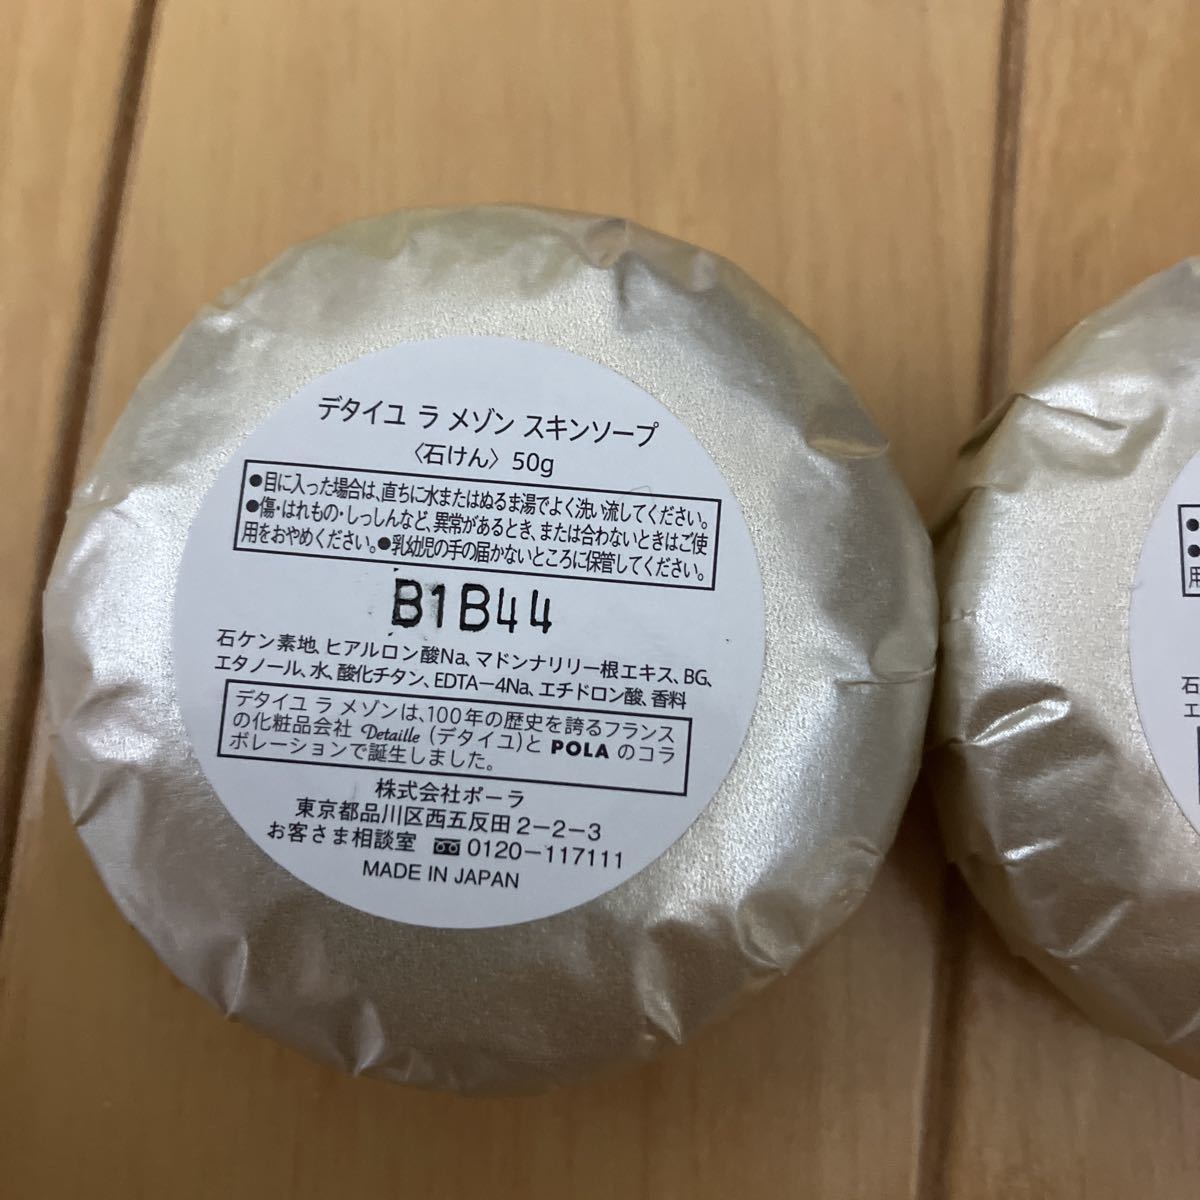 デタイユ ラ メゾン スキンソープ
〈石けん〉50g
●目に入った場合は、直ちに水またはぬるま湯でよく洗い流してください。
●傷・はれもの・しっしんなど、異常があるとき、または合わないときはご使
用をおやめください。●乳幼児の手の届かないところに保管してください。
B1B44
石ケン素地、ヒアルロン酸Na、マドンナリリー根エキス、BG、
エタノール、水、酸化チタン、EDTA－4Na、エチドロン酸、香料
デタイユ ラ メゾンは、100年の歴史を誇るフランス
の化粧品会社 Detaille (デタイユ)と POLA のコラ
ボレーションで誕生しました。
株式会社ポーラ
東京都品川区西五反田2－2－3
お客さま相談室 0120－117111
MADE IN JAPAN
●
●
用
石
エ